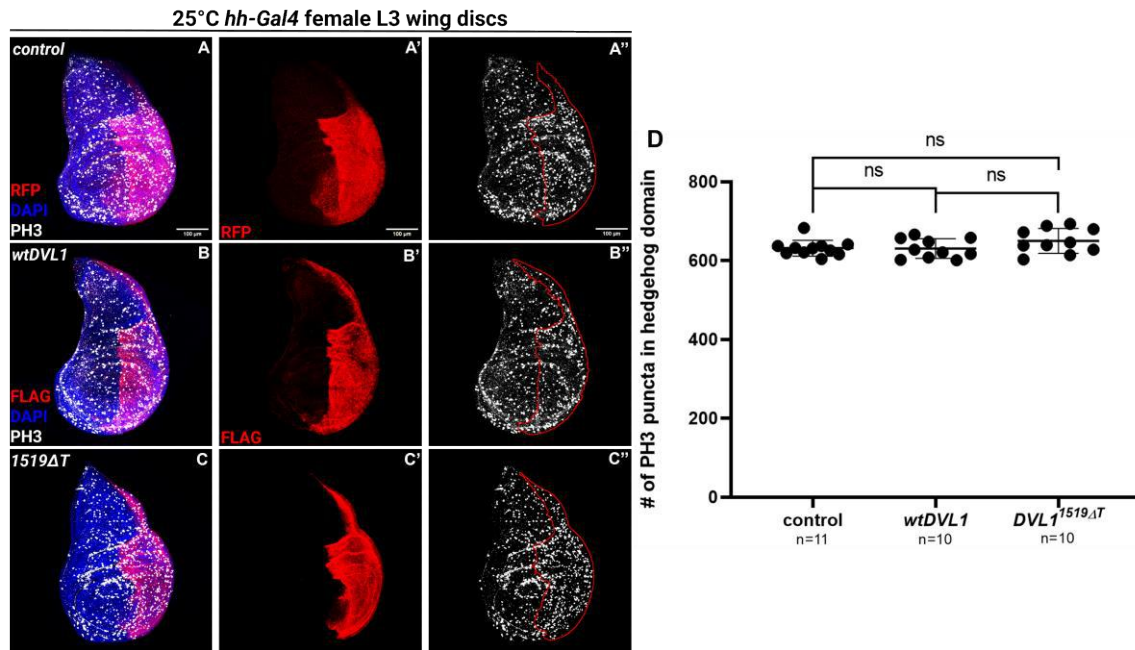 25°C hh-Gal4 female L3 wing discs
control
A
A'
A"
RFP
DAPI
PH3
100 μm
RFP
100 μm
100 μm
wtDVL1
B
B'
B"
FLAG
DAPI
PH3
FLAG
1519ΔT
C
C'
C"
D
ns
ns
ns
# of PH3 puncta in hedgehog domain
800
600
400
200
0
control
wtDVL1
DVL1^1519ΔT
n=11
n=10
n=10